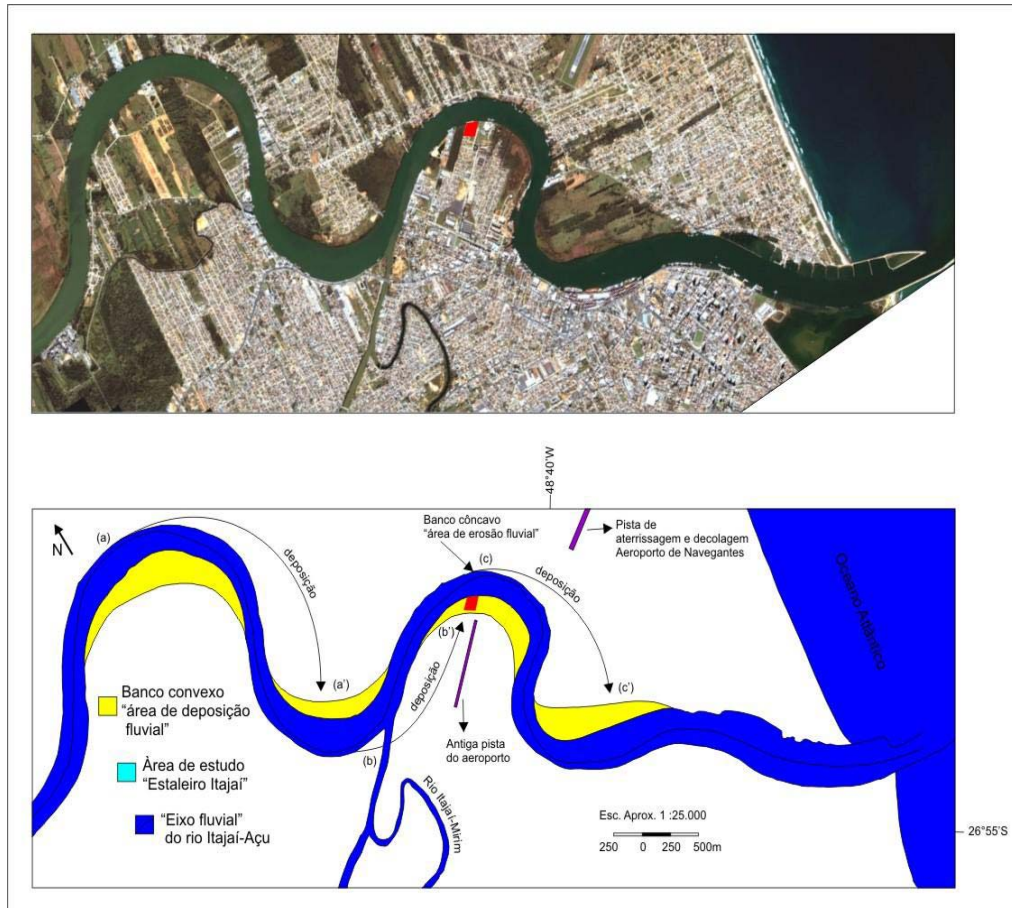 48°40'W
N
(a)
deposição
Banco côncavo
“área de erosão fluvial”
(c)
deposição
Pista de
aterrissagem e decolagem
Aeroporto de Navegantes
Oceano Atlântico
(a')
(b')
deposição
(c')
Banco convexo
“área de deposição
fluvial”
(b)
Antiga pista
do aeroporto
Àrea de estudo
“Estaleiro Itajaí”
“Eixo fluvial”
do rio Itajaí-Açu
Rio Itajaí-Mirim
Esc. Aprox. 1 :25.000
250 0 250 500m
26°55'S